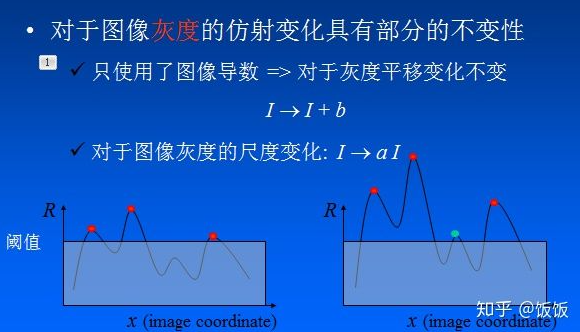 • 对于图像灰度的仿射变化具有部分的不变性
1
✓ 只使用了图像导数 => 对于灰度平移变化不变
I → I + b
✓ 对于图像灰度的尺度变化: I → a I
R
R
阈值
x (image coordinate)
x (image coordinate)
知乎 @饭饭